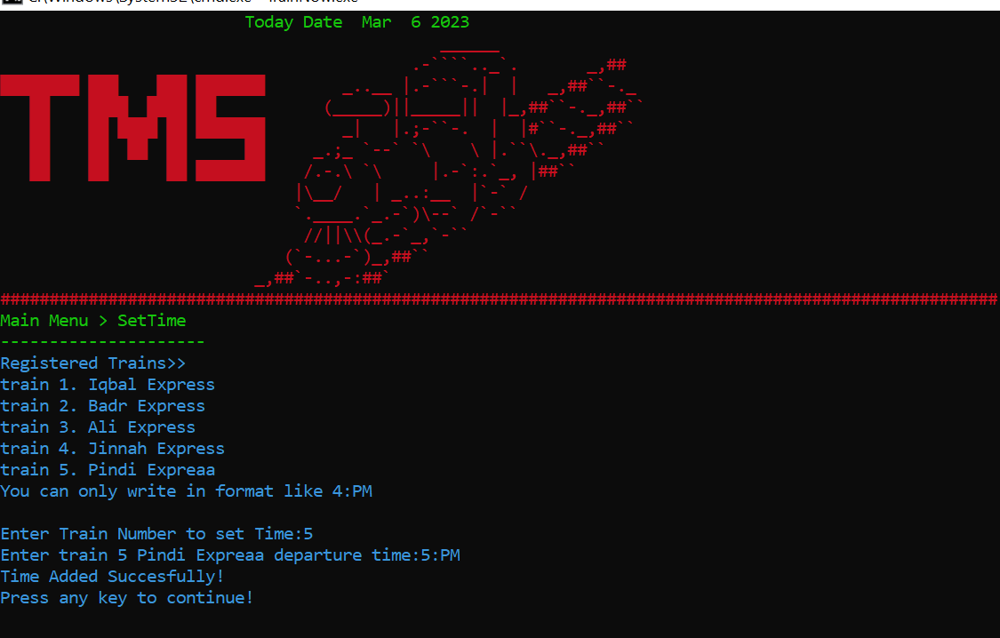 Today Date  Mar  6 2023
TMS
Main Menu > SetTime
---------------------
Registered Trains>>
train 1. Iqbal Express
train 2. Badr Express
train 3. Ali Express
train 4. Jinnah Express
train 5. Pindi Expreaa
You can only write in format like 4:PM
Enter Train Number to set Time:5
Enter train 5 Pindi Expreaa departure time:5:PM
Time Added Succesfully!
Press any key to continue!